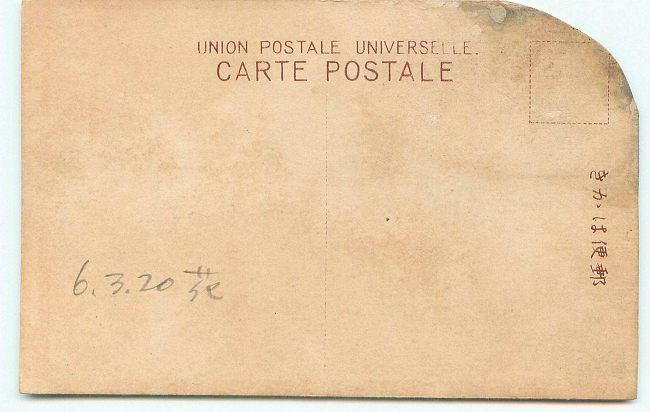 UNION POSTALE UNIVERSELLE.
CARTE POSTALE
きかは便郵
6.3.20